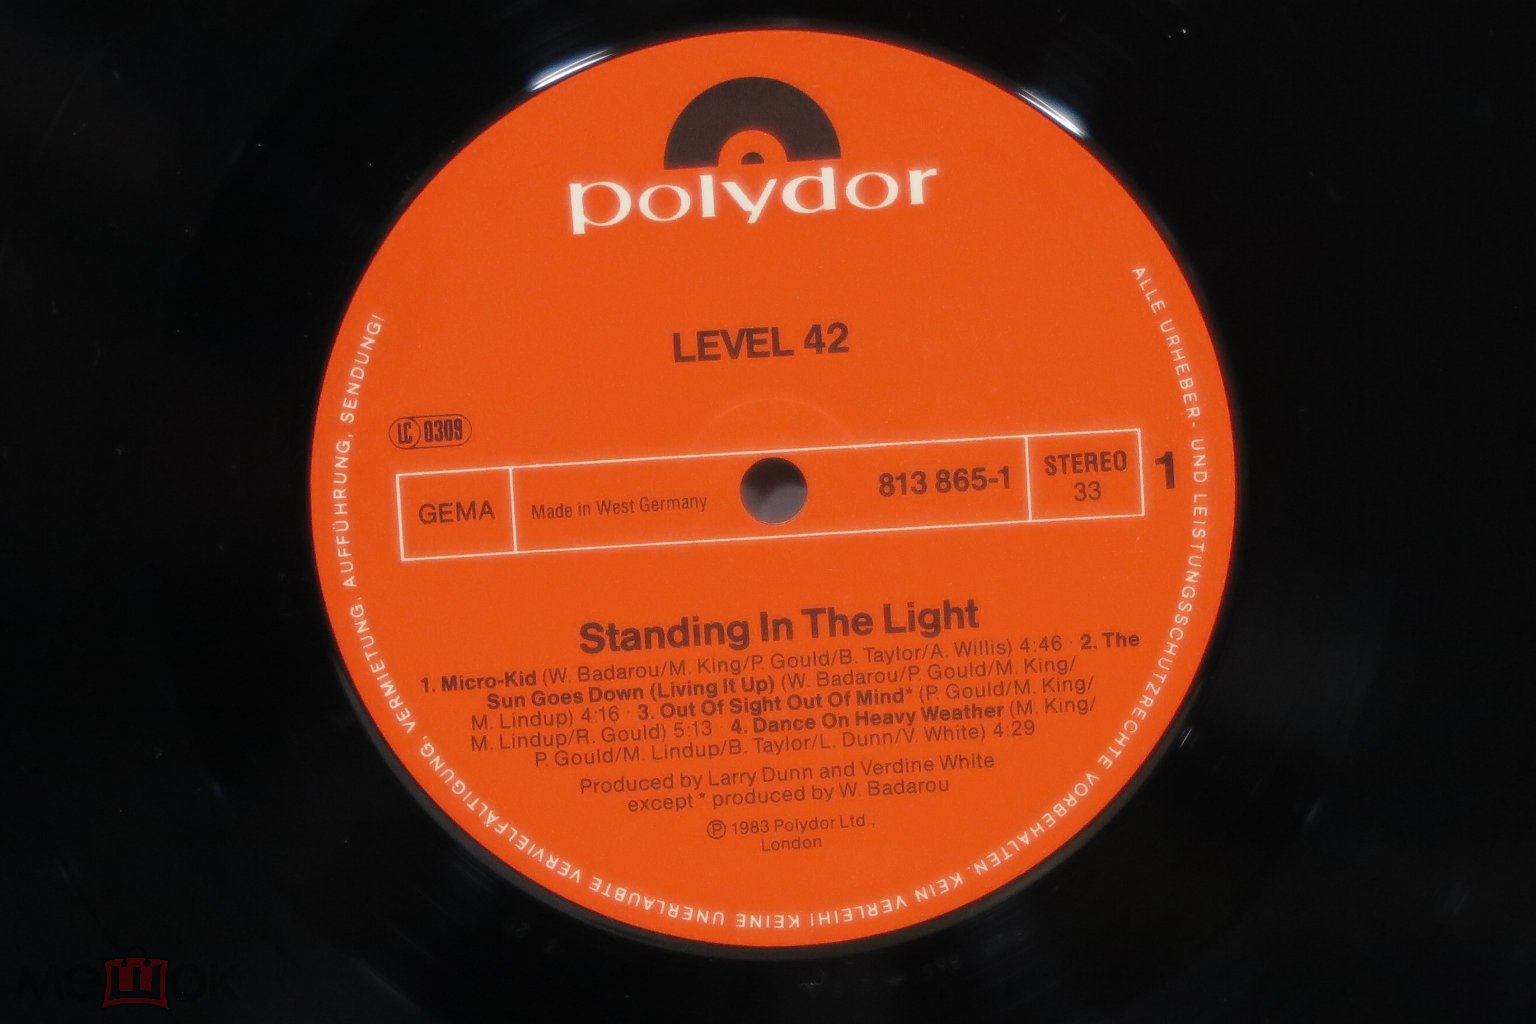 polydor
LEVEL 42
LC 0309
GEMA
Made in West Germany
813 865-1
STEREO
33
1
Standing In The Light
1. Micro-Kid (W. Badarou/M. King/P. Gould/B. Taylor/A. Willis) 4:46 · 2. The
Sun Goes Down (Living It Up) (W. Badarou/P. Gould/M. King/
M. Lindup) 4:16 · 3. Out Of Sight Out Of Mind* (P. Gould/M. King/
M. Lindup/R. Gould) 5:13 · 4. Dance On Heavy Weather (M. King/
P. Gould/M. Lindup/B. Taylor/L. Dunn/V. White) 4:29
Produced by Larry Dunn and Verdine White
except * produced by W. Badarou
Ⓟ 1983 Polydor Ltd.,
London
ALLE URHEBER- UND LEISTUNGSSCHUTZRECHTE VORBEHALTEN. KEIN VERLEIH! KEINE UNERLAUBTE VERVIELFÄLTIGUNG, VERMIETUNG, AUFFÜHRUNG, SENDUNG!
мешок